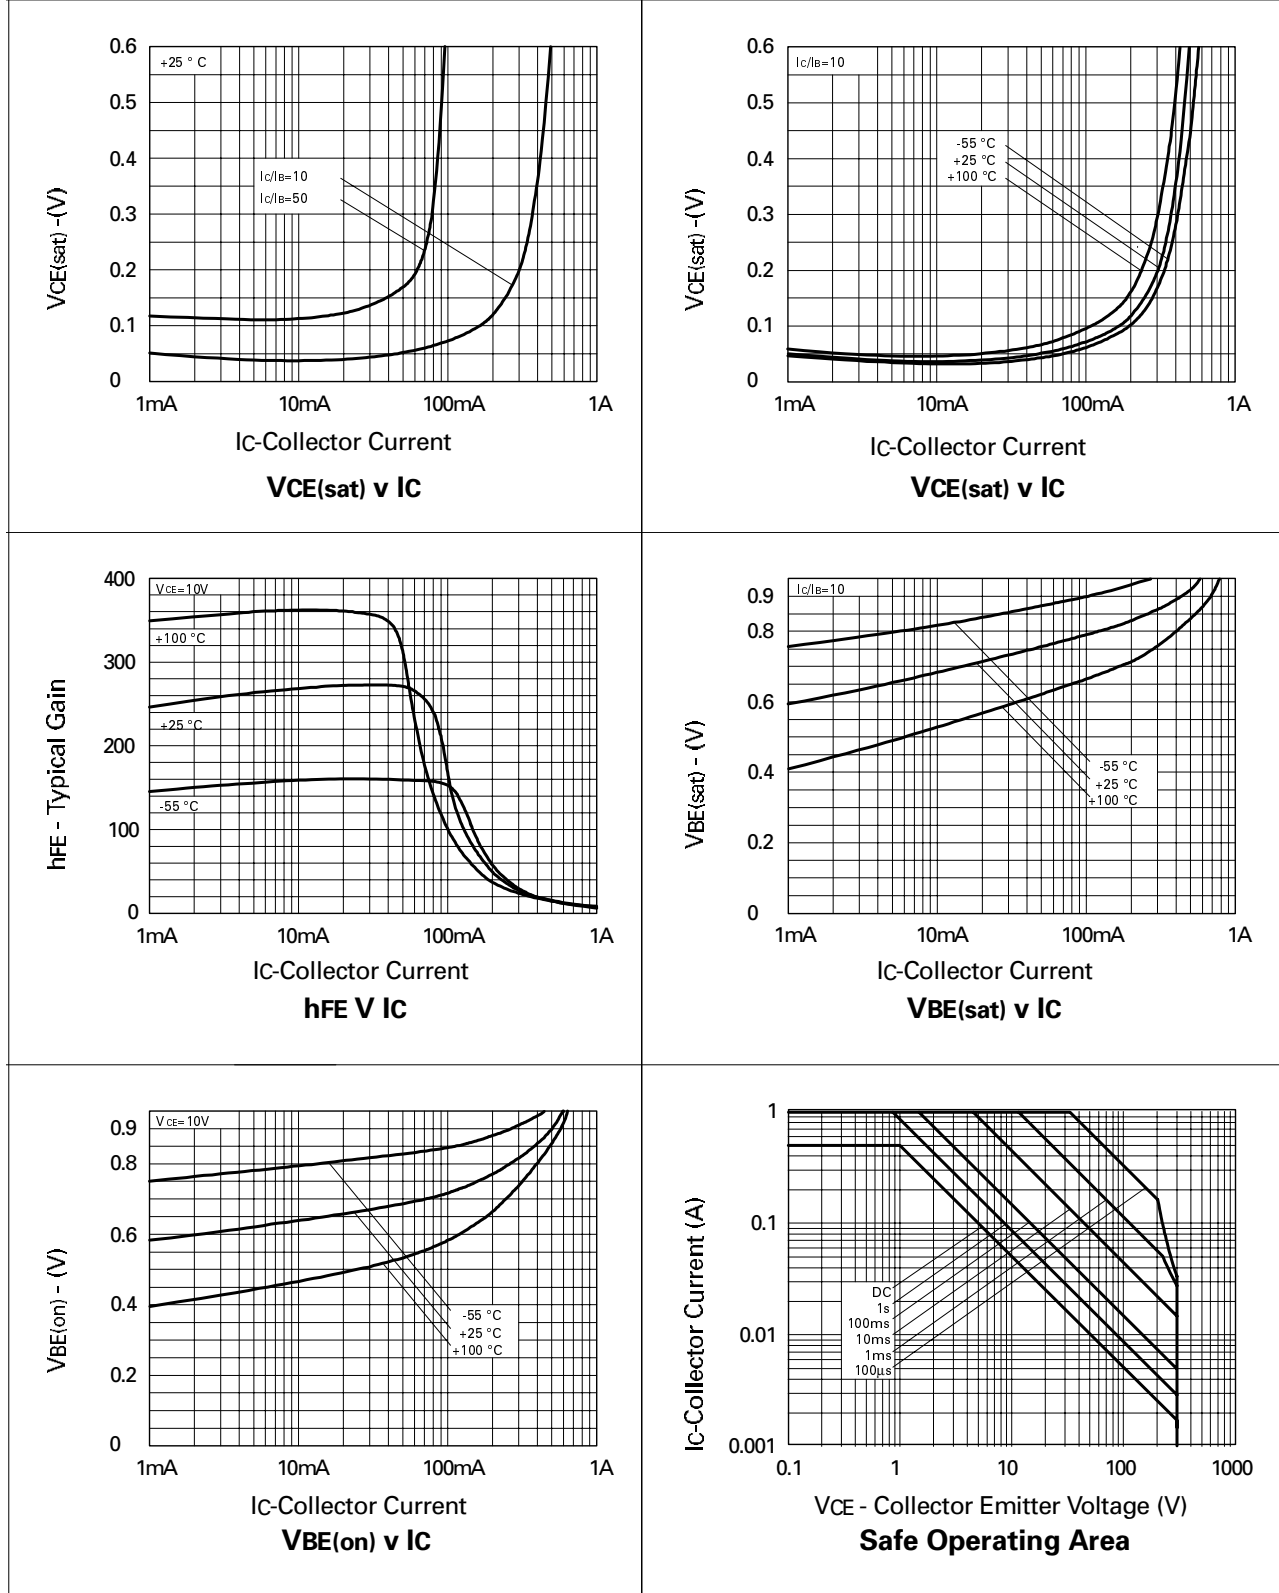 +25 ° C
VCE(sat) -(V)
0.6
0.5
0.4
0.3
0.2
0.1
0
IC/IB=10
IC/IB=50
1mA 10mA 100mA 1A
IC-Collector Current
VCE(sat) v IC
IC/IB=10
VCE(sat) -(V)
0.6
0.5
0.4
0.3
0.2
0.1
0
-55 °C
+25 °C
+100 °C
1mA 10mA 100mA 1A
IC-Collector Current
VCE(sat) v IC
VCE=10V
hFE - Typical Gain
400
300
200
100
0
+100 °C
+25 °C
-55 °C
1mA 10mA 100mA 1A
IC-Collector Current
hFE V IC
IC/IB=10
VBE(sat) - (V)
0.9
0.8
0.6
0.4
0.2
0
-55 °C
+25 °C
+100 °C
1mA 10mA 100mA 1A
IC-Collector Current
VBE(sat) v IC
VCE=10V
VBE(on) - (V)
0.9
0.8
0.6
0.4
0.2
0
-55 °C
+25 °C
+100 °C
1mA 10mA 100mA 1A
IC-Collector Current
VBE(on) v IC
IC-Collector Current (A)
1
0.1
0.01
0.001
DC
1s
100ms
10ms
1ms
100µs
0.1 1 10 100 1000
VCE - Collector Emitter Voltage (V)
Safe Operating Area